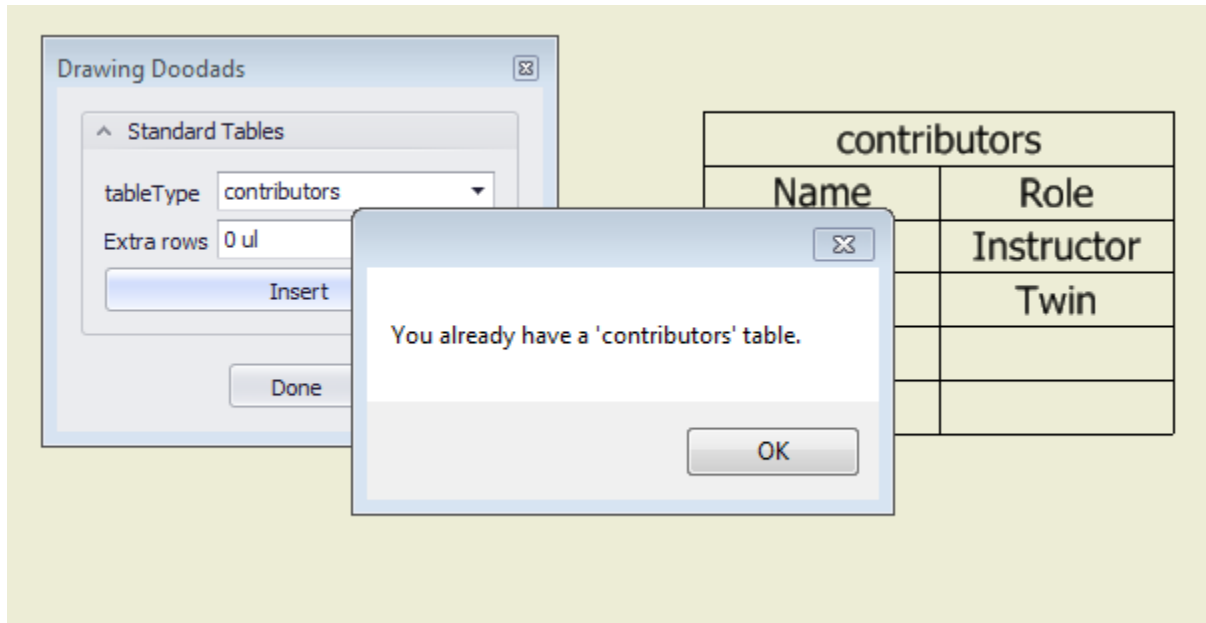 Drawing Doodads
Standard Tables
tableType contributors
Extra rows 0 ul
Insert
Done
You already have a 'contributors' table.
OK
contributors
Name Role
Instructor
Twin